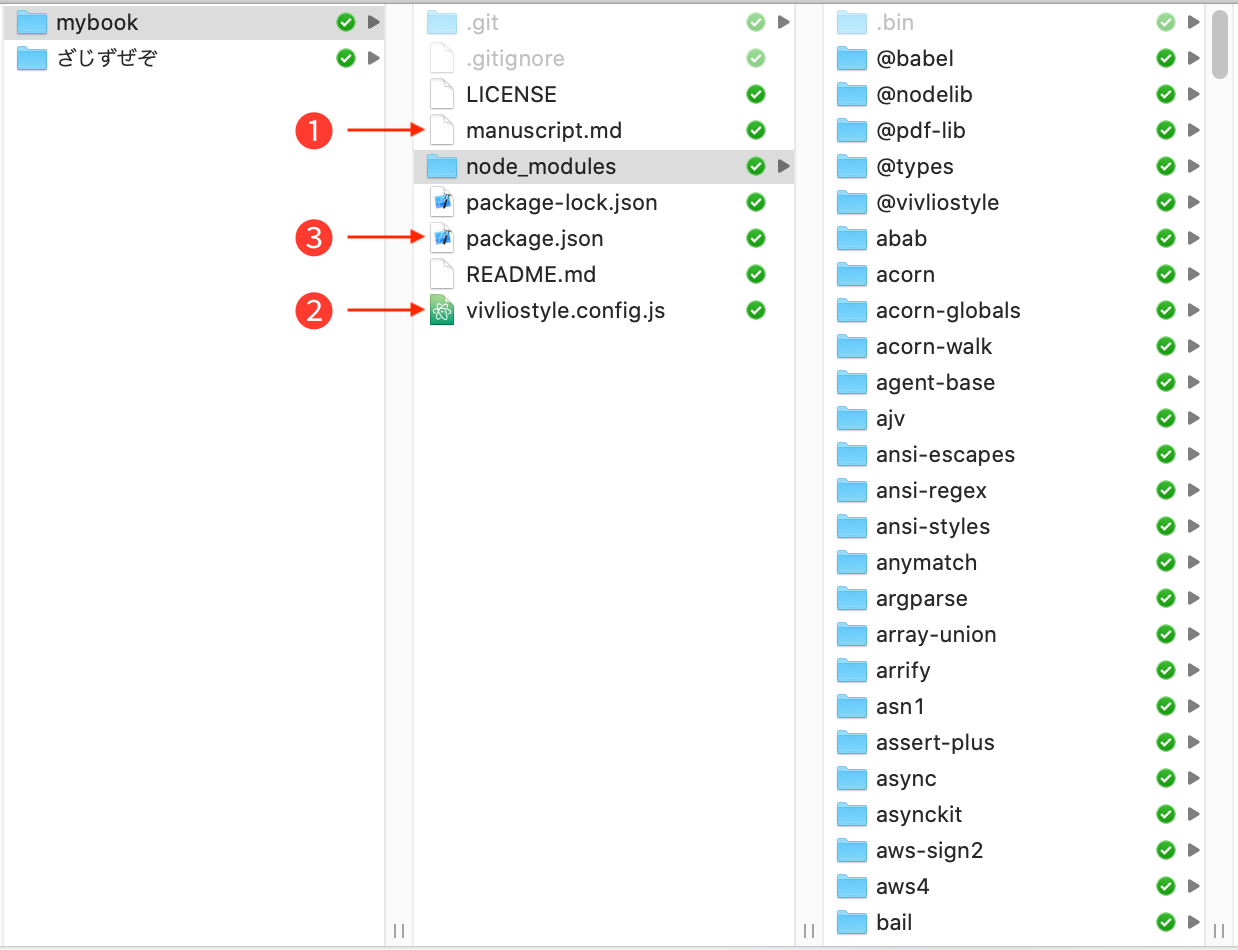 mybook
ざじずぜぞ
.git
.gitignore
LICENSE
1
manuscript.md
node_modules
package-lock.json
3
package.json
README.md
2
vivliostyle.config.js
.bin
@babel
@nodelib
@pdf-lib
@types
@vivliostyle
abab
acorn
acorn-globals
acorn-walk
agent-base
ajv
ansi-escapes
ansi-regex
ansi-styles
anymatch
argparse
array-union
arrify
asn1
assert-plus
async
asynckit
aws-sign2
aws4
bail